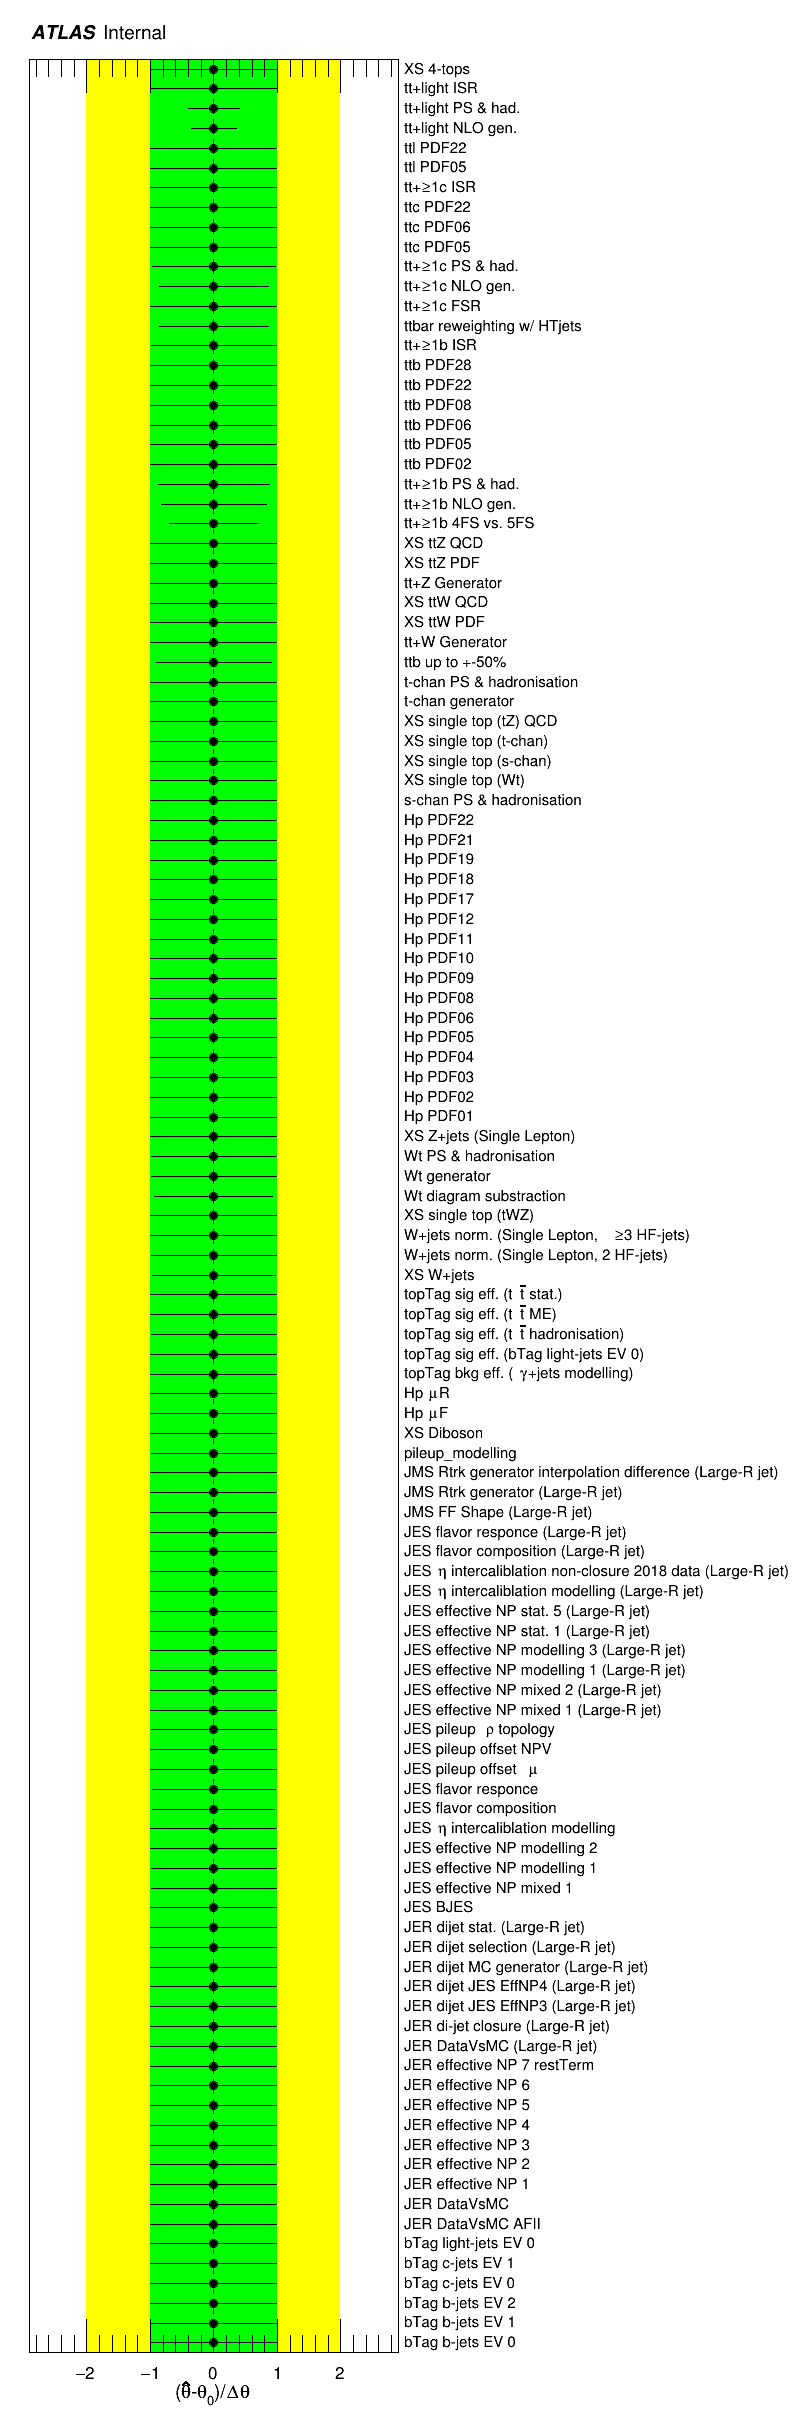 ATLAS Internal
XS 4-tops
tt+light ISR
tt+light PS & had.
tt+light NLO gen.
ttl PDF22
ttl PDF05
tt+≥1c ISR
ttc PDF22
ttc PDF06
ttc PDF05
tt+≥1c PS & had.
tt+≥1c NLO gen.
tt+≥1c FSR
ttbar reweighting w/ HTjets
tt+≥1b ISR
ttb PDF28
ttb PDF22
ttb PDF08
ttb PDF06
ttb PDF05
ttb PDF02
tt+≥1b PS & had.
tt+≥1b NLO gen.
tt+≥1b 4FS vs. 5FS
XS ttZ QCD
XS ttZ PDF
tt+Z Generator
XS ttW QCD
XS ttW PDF
tt+W Generator
ttb up to +-50%
t-chan PS & hadronisation
t-chan generator
XS single top (tZ) QCD
XS single top (t-chan)
XS single top (s-chan)
XS single top (Wt)
s-chan PS & hadronisation
Hp PDF22
Hp PDF21
Hp PDF19
Hp PDF18
Hp PDF17
Hp PDF12
Hp PDF11
Hp PDF10
Hp PDF09
Hp PDF08
Hp PDF06
Hp PDF05
Hp PDF04
Hp PDF03
Hp PDF02
Hp PDF01
XS Z+jets (Single Lepton)
Wt PS & hadronisation
Wt generator
Wt diagram substraction
XS single top (tWZ)
W+jets norm. (Single Lepton, ≥3 HF-jets)
W+jets norm. (Single Lepton, 2 HF-jets)
XS W+jets
topTag sig eff. (t t̄ stat.)
topTag sig eff. (t t̄ ME)
topTag sig eff. (t t̄ hadronisation)
topTag sig eff. (bTag light-jets EV 0)
topTag bkg eff. ( γ+jets modelling)
Hp μR
Hp μF
XS Diboson
pileup_modelling
JMS Rtrk generator interpolation difference (Large-R jet)
JMS Rtrk generator (Large-R jet)
JMS FF Shape (Large-R jet)
JES flavor responce (Large-R jet)
JES flavor composition (Large-R jet)
JES η intercaliblation non-closure 2018 data (Large-R jet)
JES η intercaliblation modelling (Large-R jet)
JES effective NP stat. 5 (Large-R jet)
JES effective NP stat. 1 (Large-R jet)
JES effective NP modelling 3 (Large-R jet)
JES effective NP modelling 1 (Large-R jet)
JES effective NP mixed 2 (Large-R jet)
JES effective NP mixed 1 (Large-R jet)
JES pileup ρ topology
JES pileup offset NPV
JES pileup offset μ
JES flavor responce
JES flavor composition
JES η intercaliblation modelling
JES effective NP modelling 2
JES effective NP modelling 1
JES effective NP mixed 1
JES BJES
JER dijet stat. (Large-R jet)
JER dijet selection (Large-R jet)
JER dijet MC generator (Large-R jet)
JER dijet JES EffNP4 (Large-R jet)
JER dijet JES EffNP3 (Large-R jet)
JER di-jet closure (Large-R jet)
JER DataVsMC (Large-R jet)
JER effective NP 7 restTerm
JER effective NP 6
JER effective NP 5
JER effective NP 4
JER effective NP 3
JER effective NP 2
JER effective NP 1
JER DataVsMC
JER DataVsMC AFII
bTag light-jets EV 0
bTag c-jets EV 1
bTag c-jets EV 0
bTag b-jets EV 2
bTag b-jets EV 1
bTag b-jets EV 0
−2 −1 0 1 2
(θ̂-θ₀)/Δθ